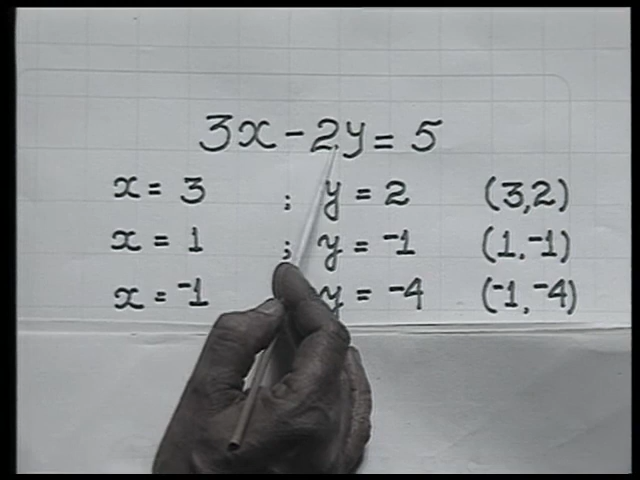 3x - 2y = 5
x = 3 ; y = 2 (3,2)
x = 1 ; y = -1 (1,-1)
x = -1 y = -4 (-1,-4)